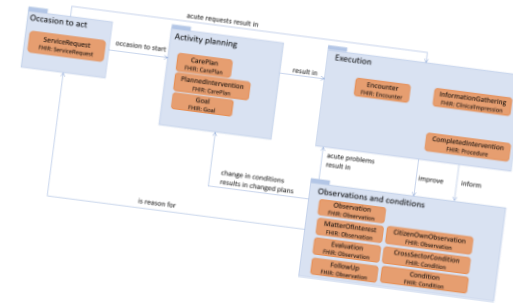 acute requests result in
Occasion to act
ServiceRequest
FHIR: ServiceRequest
occasion to start
Activity planning
CarePlan
FHIR: CarePlan
PlannedIntervention
FHIR: CarePlan
Goal
FHIR: Goal
result in
Execution
Encounter
FHIR: Encounter
InformationGathering
FHIR: ClinicalImpression
CompletedIntervention
FHIR: Procedure
acute problems
result in
improve
inform
change in conditions
results in changed plans
is reason for
Observations and conditions
Observation
FHIR: Observation
MatterOfInterest
FHIR: Observation
Evaluation
FHIR: Observation
FollowUp
FHIR: Observation
CitizenOwnObservation
FHIR: Observation
CrossSectorCondition
FHIR: Condition
Condition
FHIR: Condition